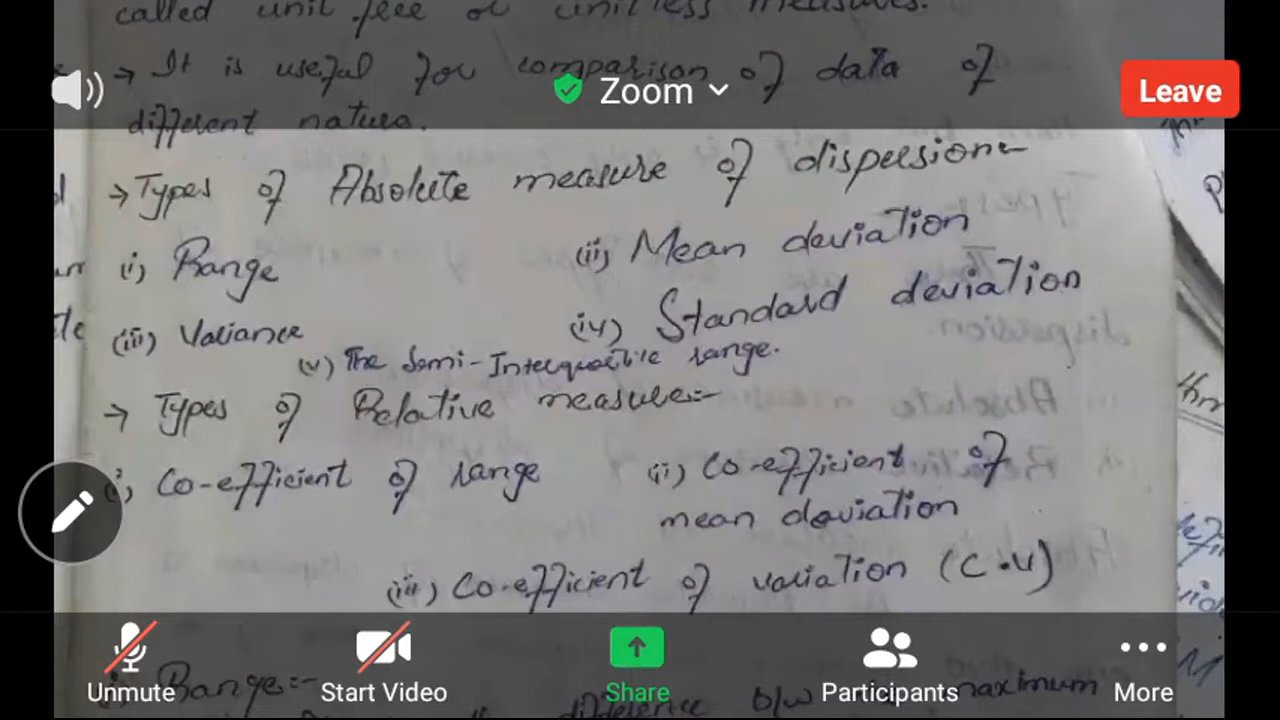 called unit free or unitless measures.
→ It is useful for comparison of data of
Zoom
Leave
different nature.
→ Types of Absolute measure of dispersion:-
(i) Range (ii) Mean deviation
(iii) Variance (iv) Standard deviation
(v) The Semi-Interquartile range.
→ Types of Relative measure:-
(i) Co-efficient of range (ii) Co-efficient of
mean deviation
(iii) Co-efficient of variation (C.V)
Unmute Start Video Share Participants More
(i) Range:-
difference b/w maximum